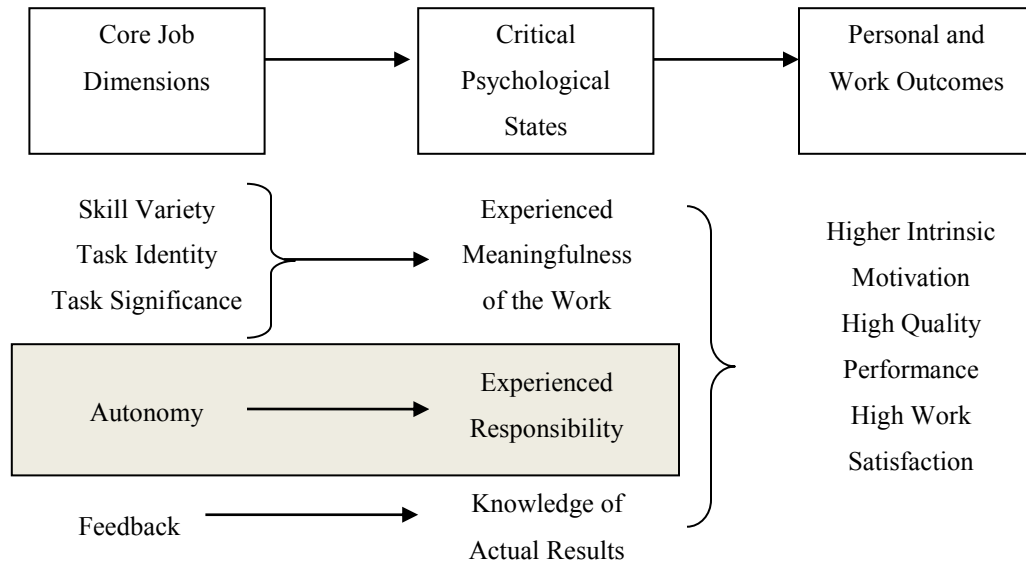 Core Job
Dimensions
Critical
Psychological
States
Personal and
Work Outcomes
Skill Variety
Task Identity
Task Significance
Experienced
Meaningfulness
of the Work
Autonomy
Experienced
Responsibility
Feedback
Knowledge of
Actual Results
Higher Intrinsic
Motivation
High Quality
Performance
High Work
Satisfaction